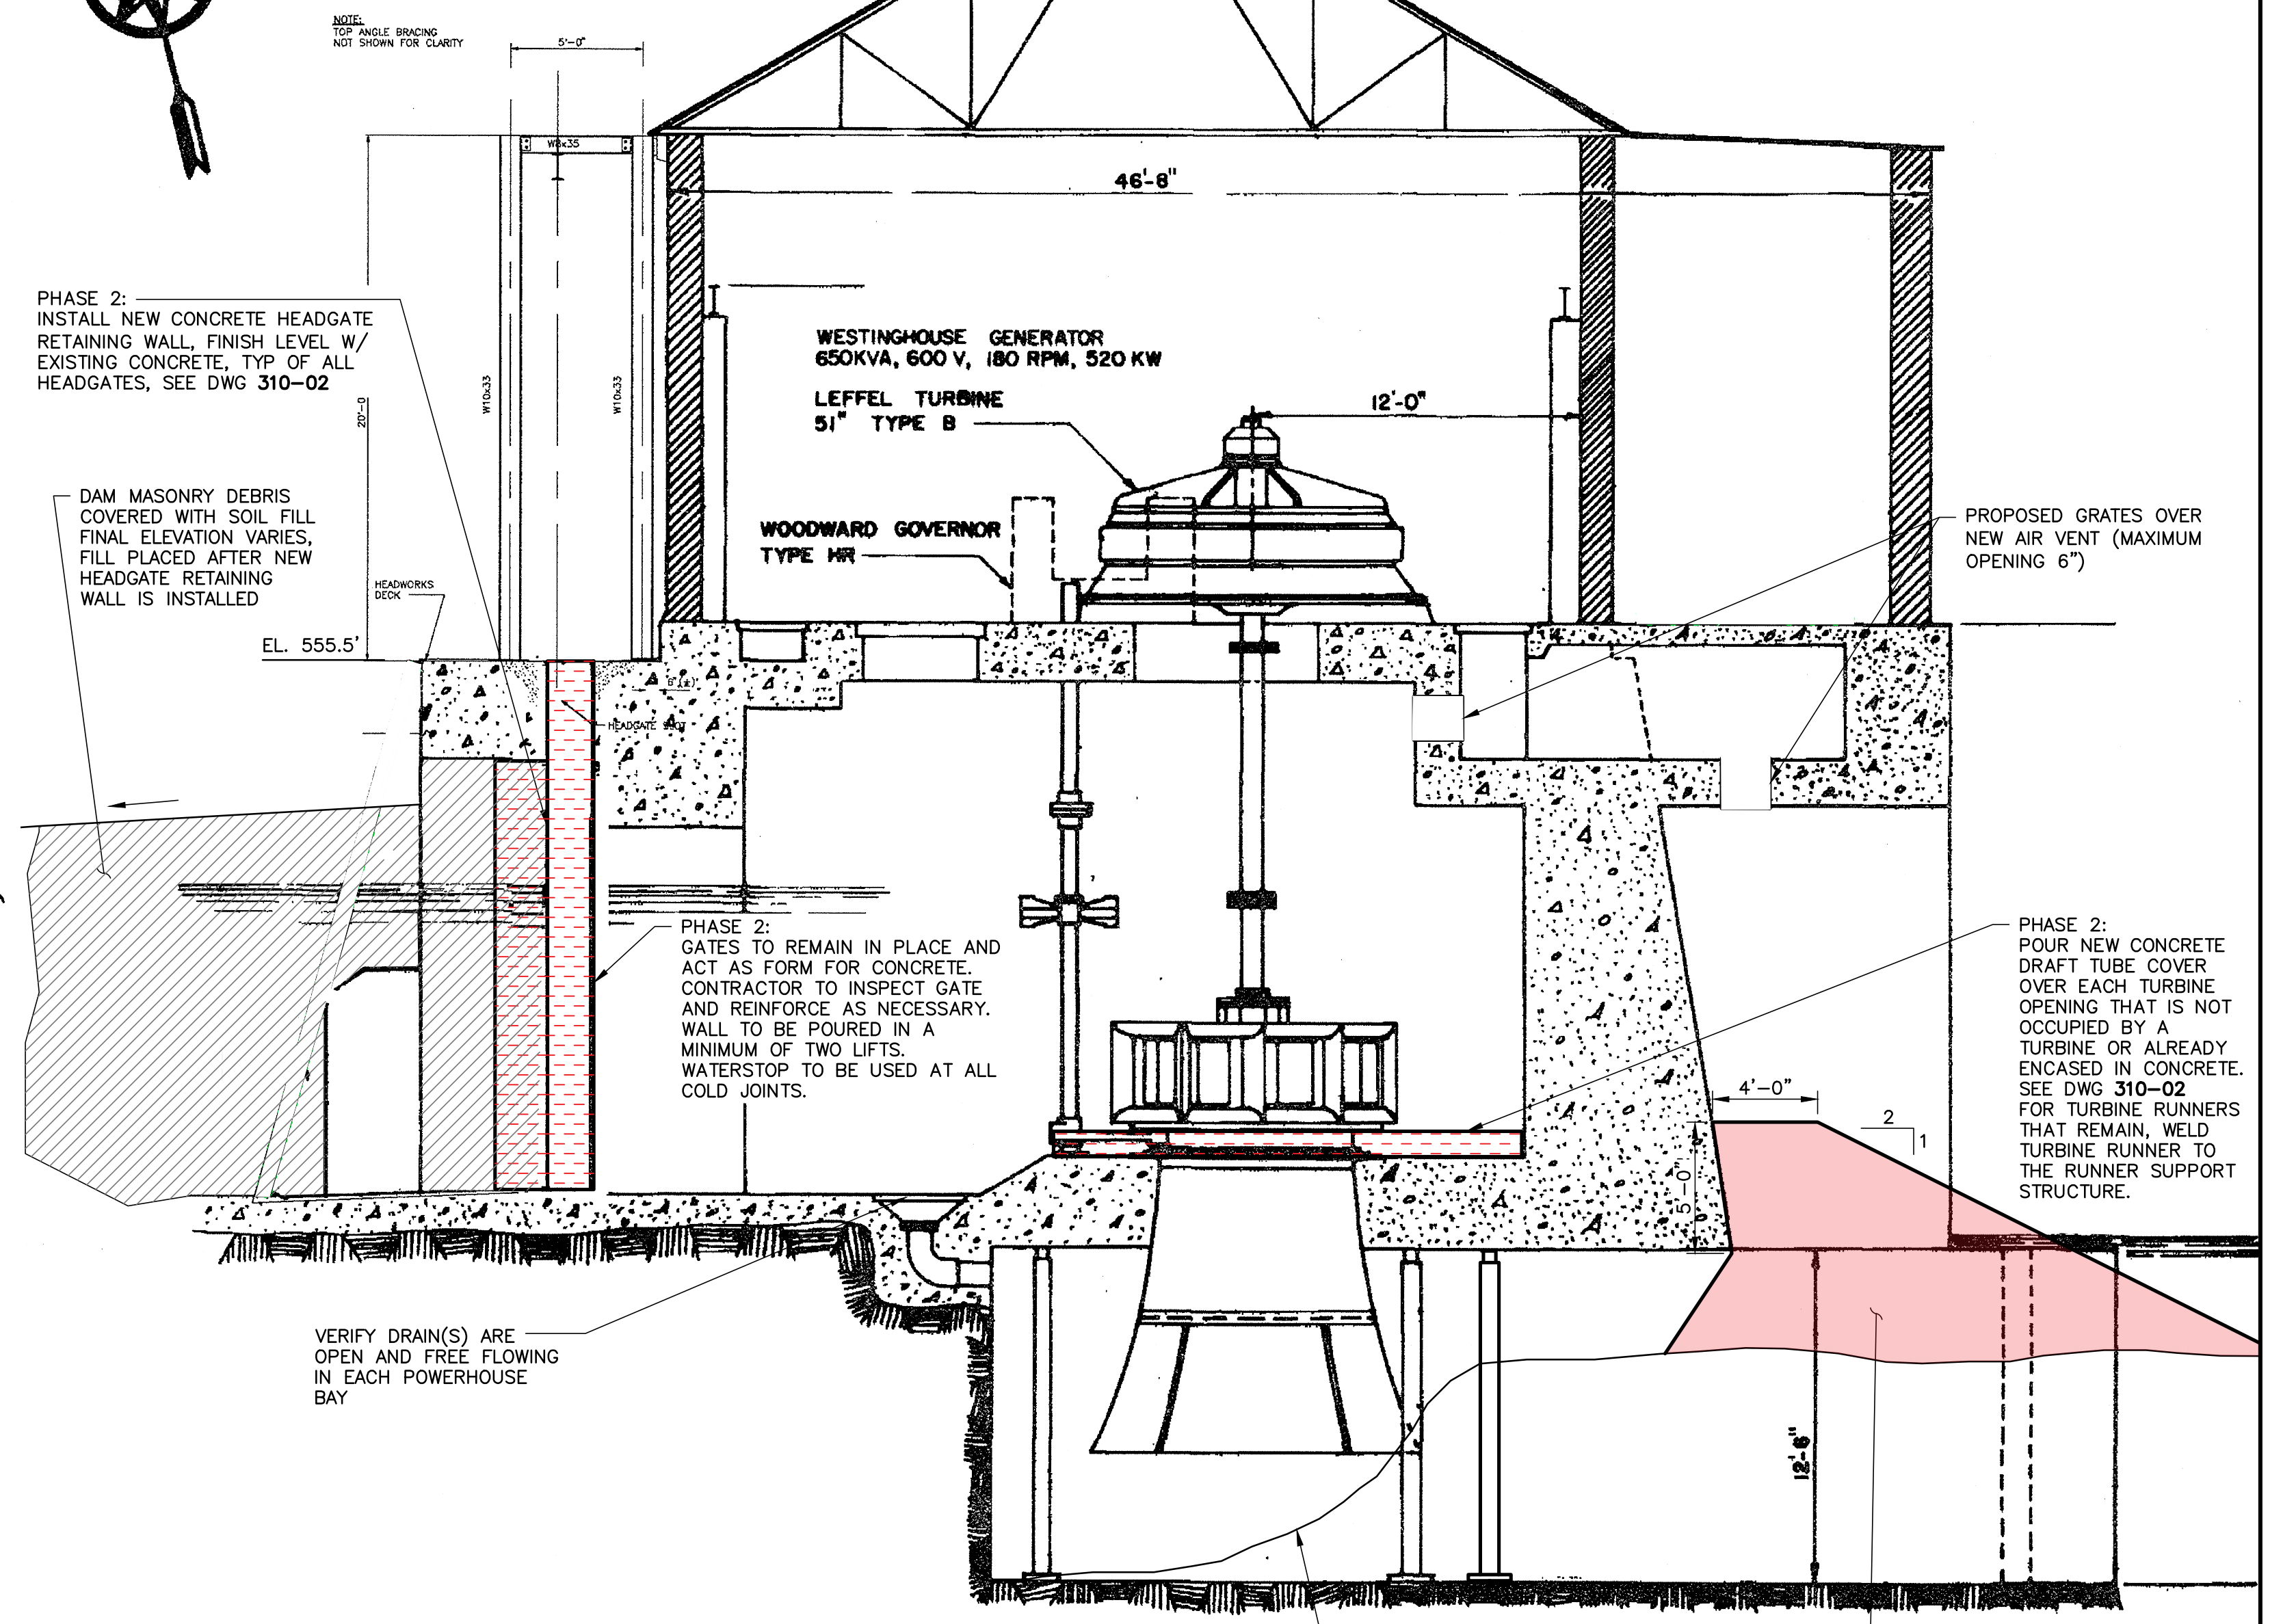 NOTE:
TOP ANGLE BRACING
NOT SHOWN FOR CLARITY
5'-0"
W8x35
46'-8"
PHASE 2:
INSTALL NEW CONCRETE HEADGATE
RETAINING WALL, FINISH LEVEL W/
EXISTING CONCRETE, TYP OF ALL
HEADGATES, SEE DWG 310-02
20'-0
W10x33
W10x33
WESTINGHOUSE GENERATOR
650KVA, 600 V, 180 RPM, 520 KW
LEFFEL TURBINE
51" TYPE B
12'-0"
WOODWARD GOVERNOR
TYPE HR
DAM MASONRY DEBRIS
COVERED WITH SOIL FILL
FINAL ELEVATION VARIES,
FILL PLACED AFTER NEW
HEADGATE RETAINING
WALL IS INSTALLED
HEADWORKS
DECK
EL. 555.5'
PROPOSED GRATES OVER
NEW AIR VENT (MAXIMUM
OPENING 6")
HEADGATE SLOT
PHASE 2:
GATES TO REMAIN IN PLACE AND
ACT AS FORM FOR CONCRETE.
CONTRACTOR TO INSPECT GATE
AND REINFORCE AS NECESSARY.
WALL TO BE POURED IN A
MINIMUM OF TWO LIFTS.
WATERSTOP TO BE USED AT ALL
COLD JOINTS.
PHASE 2:
POUR NEW CONCRETE
DRAFT TUBE COVER
OVER EACH TURBINE
OPENING THAT IS NOT
OCCUPIED BY A
TURBINE OR ALREADY
ENCASED IN CONCRETE.
SEE DWG 310-02
FOR TURBINE RUNNERS
THAT REMAIN, WELD
TURBINE RUNNER TO
THE RUNNER SUPPORT
STRUCTURE.
4'-0"
2
1
5'-0"
VERIFY DRAIN(S) ARE
OPEN AND FREE FLOWING
IN EACH POWERHOUSE
BAY
12'-6"